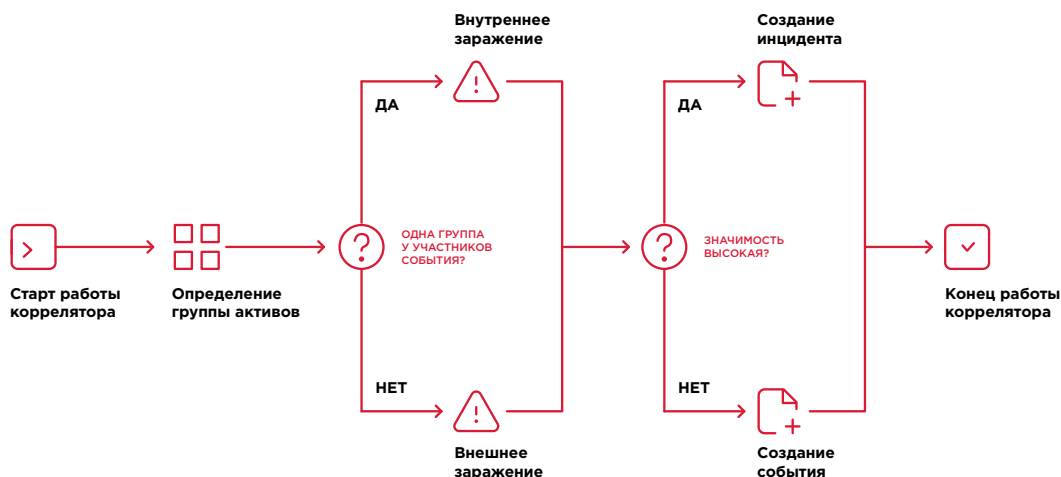 Внутреннее
заражение
Создание
инцидента
ДА
ДА
ОДНА ГРУППА
У УЧАСТНИКОВ
СОБЫТИЯ?
ЗНАЧИМОСТЬ
ВЫСОКАЯ?
Старт работы
коррелятора
Определение
группы активов
Конец работы
коррелятора
НЕТ
НЕТ
Внешнее
заражение
Создание
события